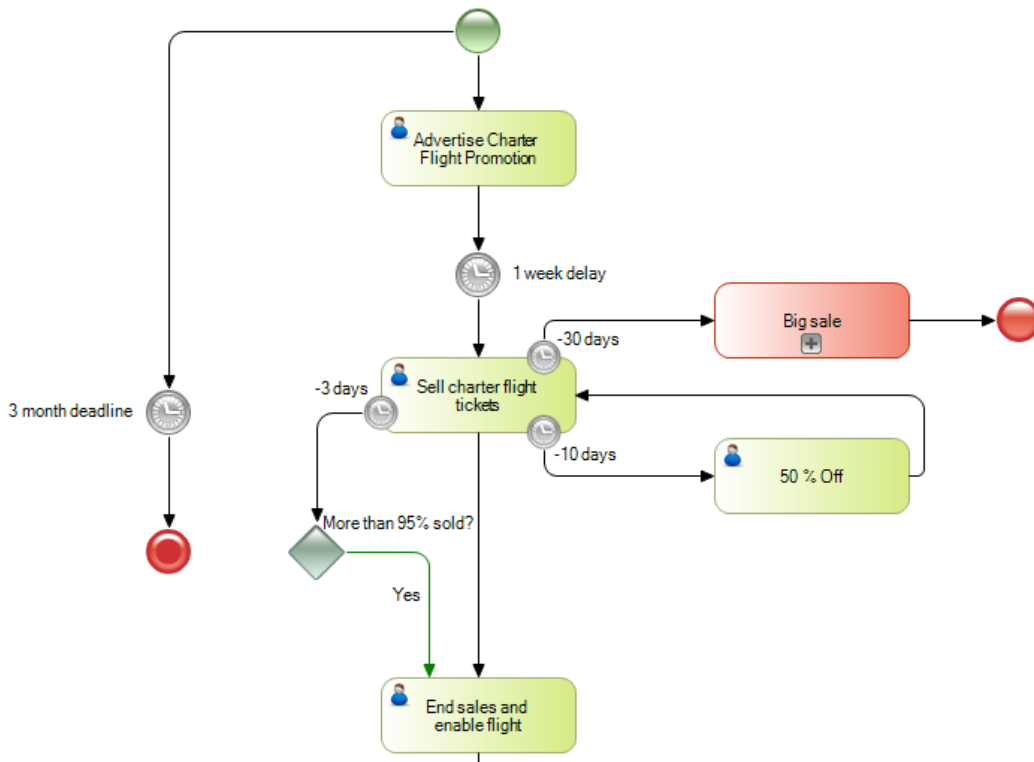 Advertise Charter
Flight Promotion
1 week delay
Big sale
-30 days
-3 days
Sell charter flight
tickets
3 month deadline
-10 days
50 % Off
More than 95% sold?
Yes
End sales and
enable flight